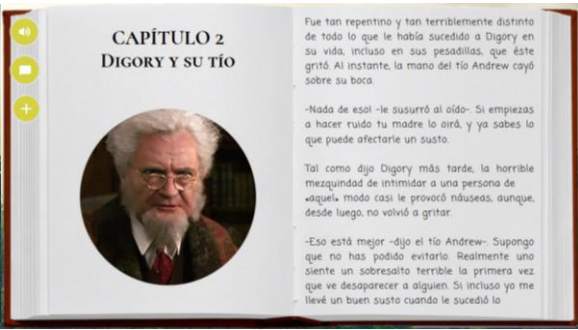 CAPÍTULO 2
DIGORY Y SU TÍO
Fue tan repentino y tan terriblemente distinto
de todo lo que le había sucedido a Digory en
su vida, incluso en sus pesadillas, que éste
gritó. Al instante, la mano del tío Andrew cayó
sobre su boca.
-Nada de eso! -le susurró al oído-. Si empiezas
a hacer ruido tu madre lo oirá, y ya sabes lo
que puede afectarle un susto.
Tal como dijo Digory más tarde, la horrible
mezquindad de intimidar a una persona de
«aquel» modo casi le provocó náuseas, aunque,
desde luego, no volvió a gritar.
-Eso está mejor -dijo el tío Andrew-. Supongo
que no has podido evitarlo. Realmente uno
siente un sobresalto terrible la primera vez
que ve desaparecer a alguien. Si incluso yo me
llevé un buen susto cuando le sucedió lo